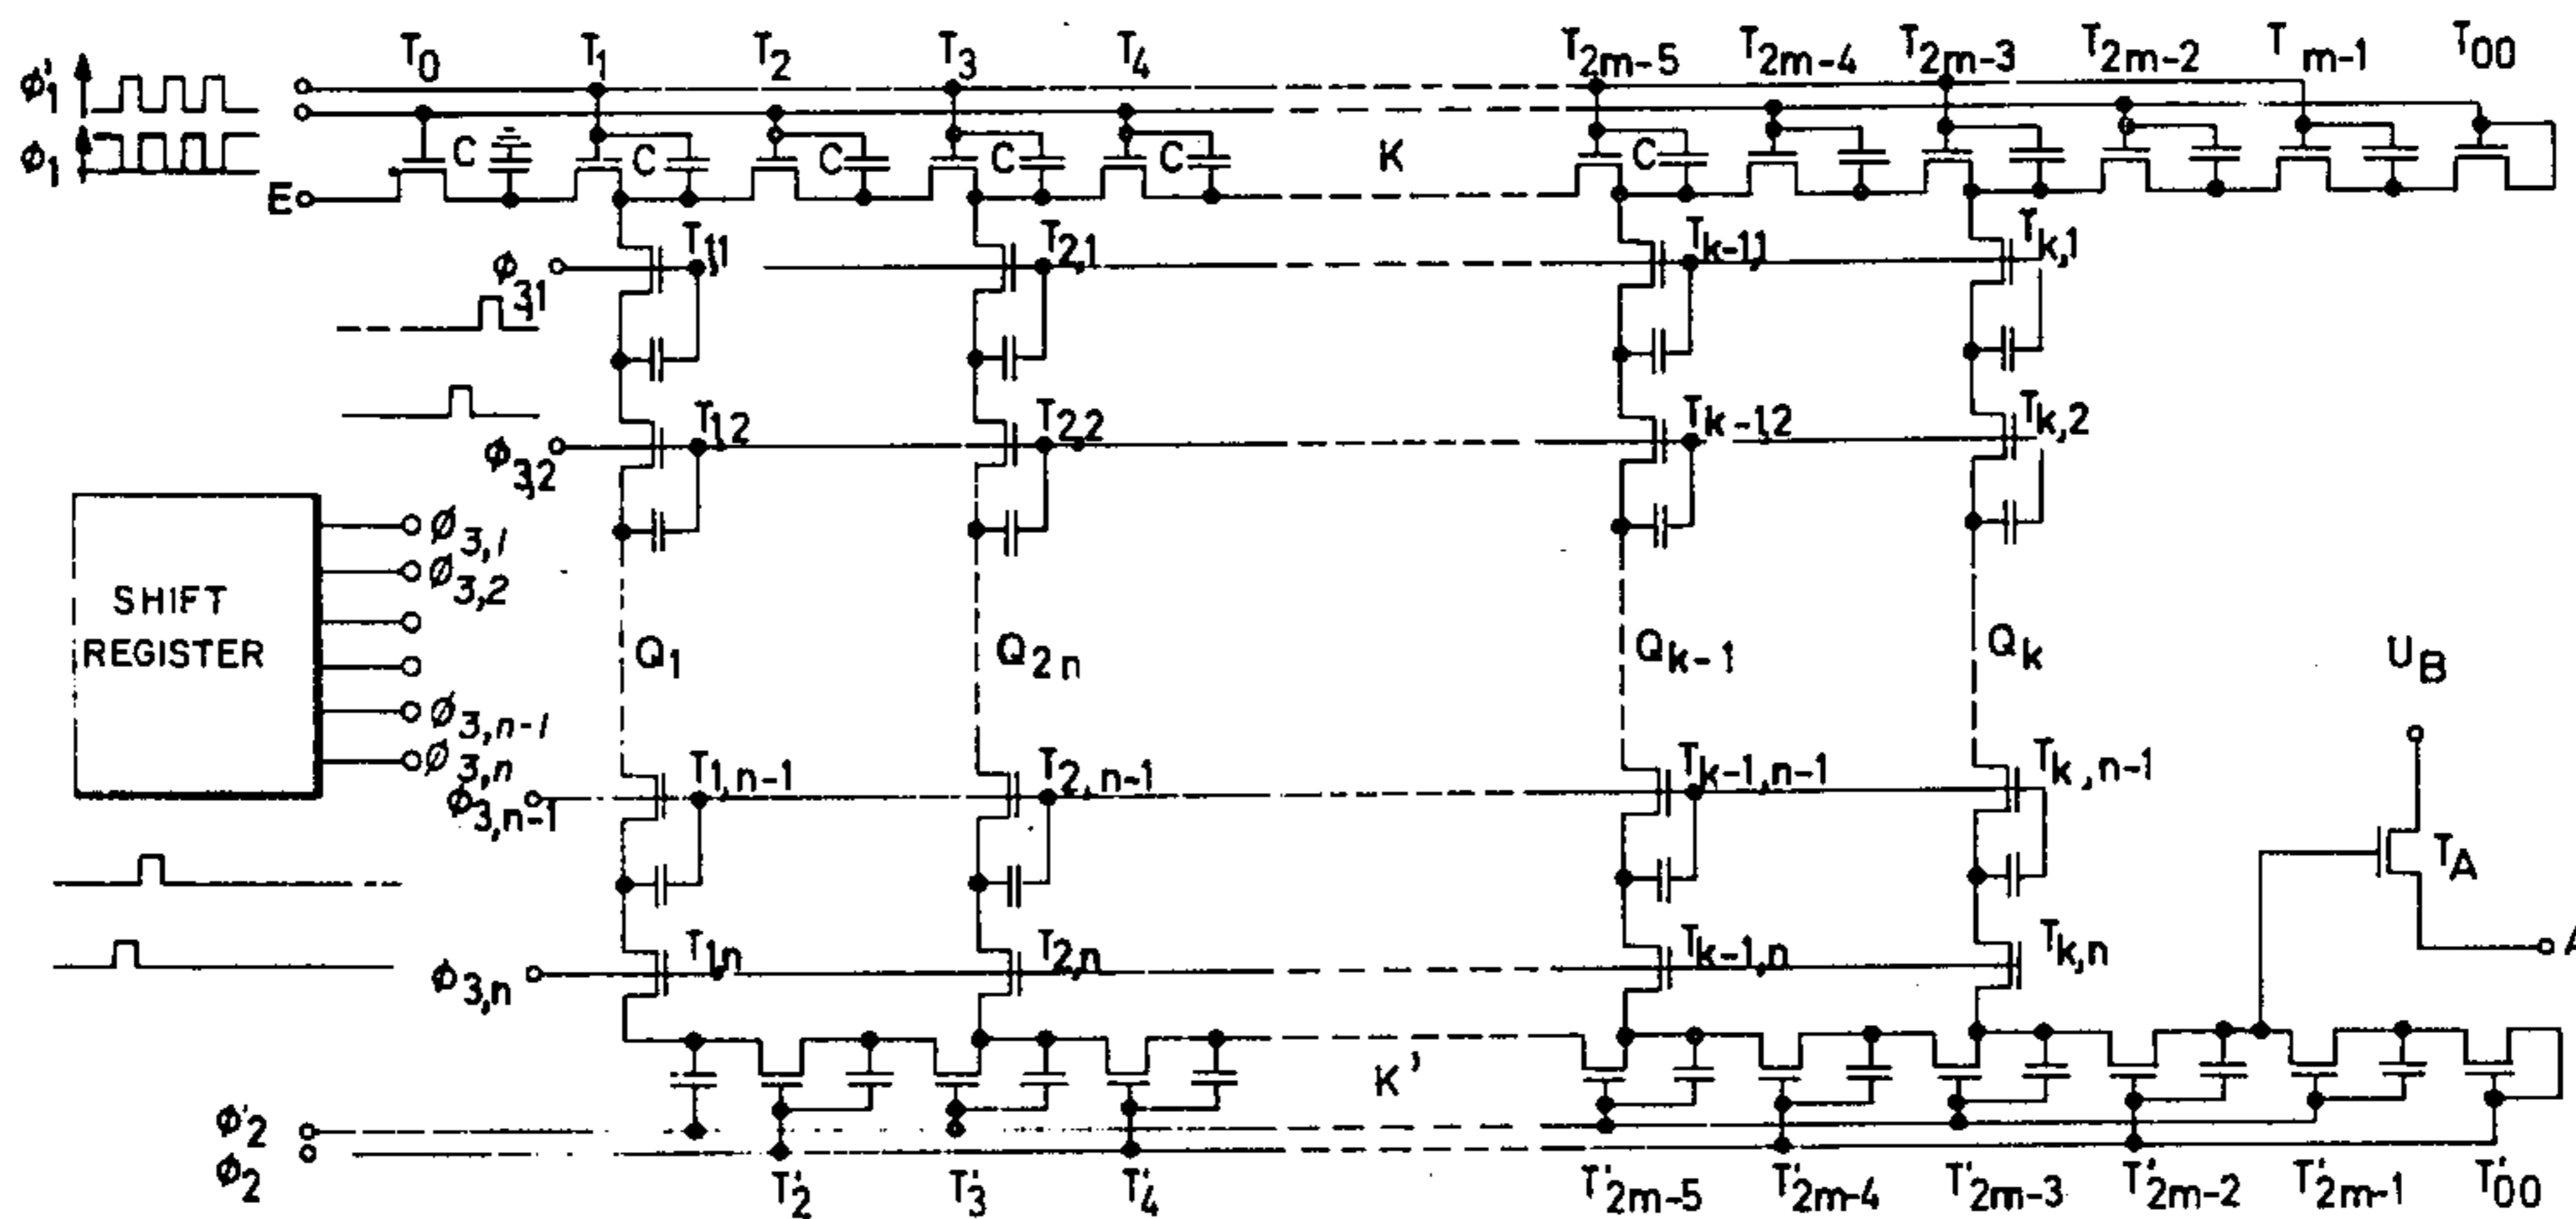 T0 T1 T2 T3 T4 T2m-5 T2m-4 T2m-3 T2m-2 Tm-1 T00
ϕ'1
ϕ1
C C C C C K C
E
ϕ3,1 T1,1 T2,1 Tk-1,1 Tk,1
ϕ3,2 T1,2 T2,2 Tk-1,2 Tk,2
SHIFT
REGISTER
ϕ3,1
ϕ3,2
ϕ3,n-1
ϕ3,n
Q1 Q2n Qk-1 Qk UB
ϕ3,n-1 T1,n-1 T2,n-1 Tk-1,n-1 Tk,n-1
TA
ϕ3,n T1,n T2,n Tk-1,n Tk,n A
K'
ϕ'2
ϕ2
T'2 T'3 T'4 T'2m-5 T'2m-4 T'2m-3 T'2m-2 T'2m-1 T'00